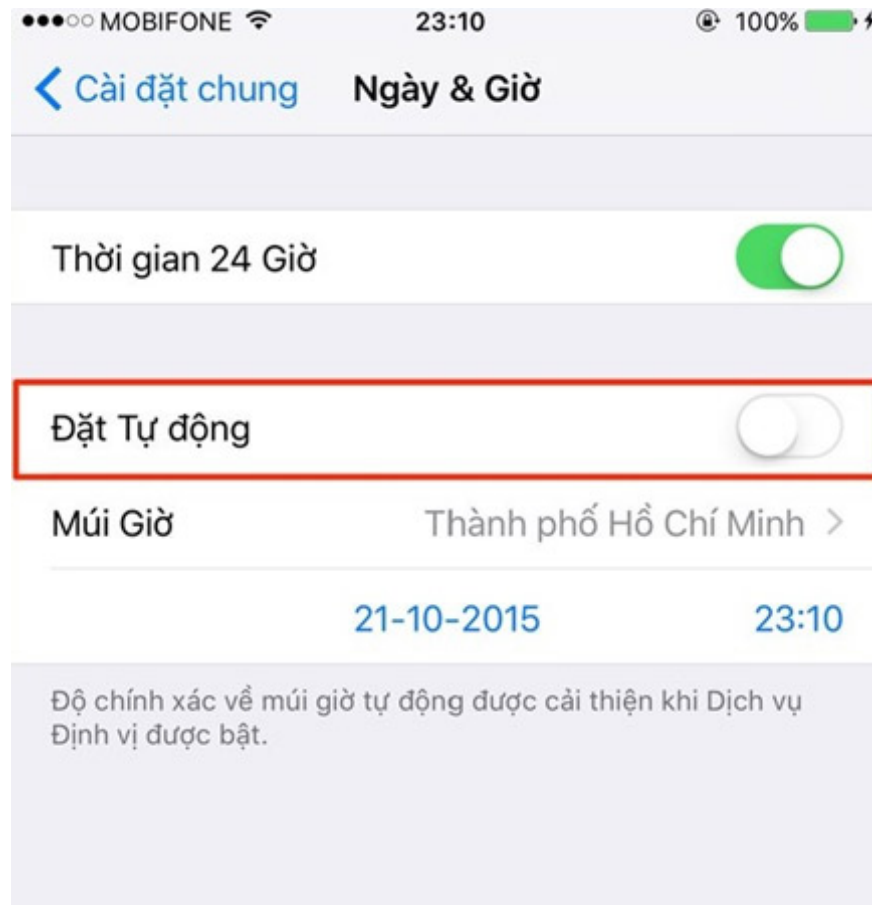 MOBIFONE 23:10 100%
Cài đặt chung Ngày & Giờ
Thời gian 24 Giờ
Đặt Tự động
Múi Giờ Thành phố Hồ Chí Minh
21-10-2015 23:10
Độ chính xác về múi giờ tự động được cải thiện khi Dịch vụ
Định vị được bật.